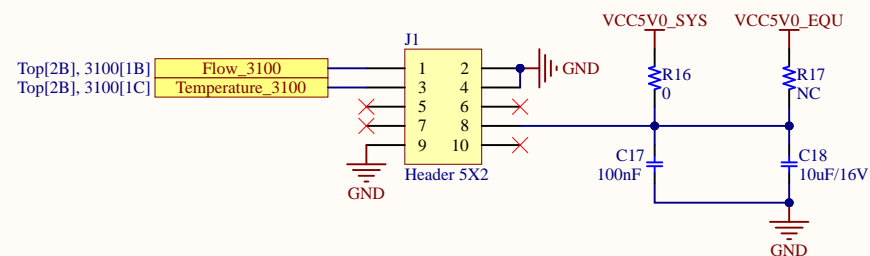 VCC5V0_SYS VCC5V0_EQU
J1
Top[2B], 3100[1B] Flow_3100 1 2 GND
R16 R17
Top[2B], 3100[1C] Temperature_3100 3 4
0 NC
5 6
7 8
9 10
C17 C18
100nF 10uF/16V
Header 5X2
GND
GND